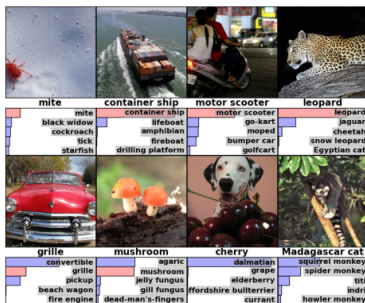 mite container ship motor scooter leopard
mite container ship motor scooter leopard
black widow lifeboat go-kart jaguar
cockroach amphibian moped cheetah
tick fireboat bumper car snow leopard
starfish drilling platform golfcart Egyptian cat
grille mushroom cherry Madagascar cat
convertible agaric dalmatian squirrel monkey
grille mushroom grape spider monkey
pickup jelly fungus elderberry titi
beach wagon gill fungus ffordshire bullterrier indri
fire engine dead-man's-fingers currant howler monkey